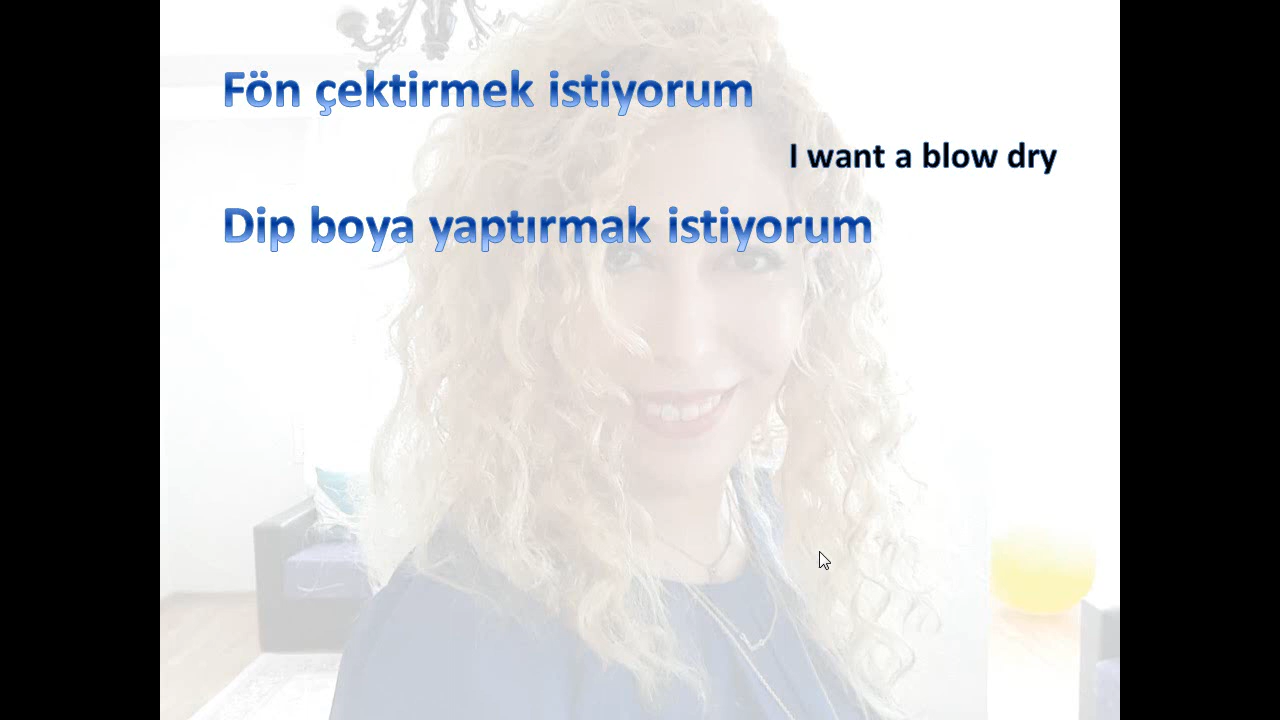 Fön çektirmek istiyorum
I want a blow dry
Dip boya yaptırmak istiyorum